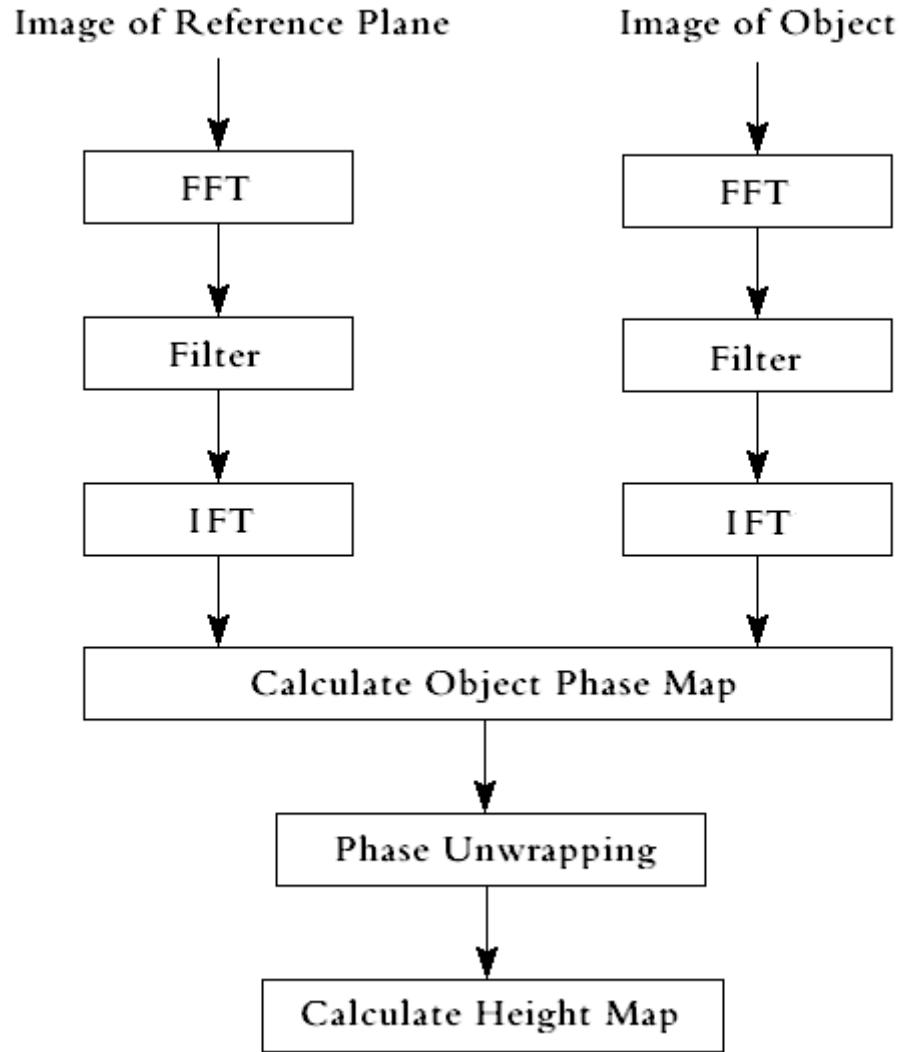 Image of Reference Plane
Image of Object
FFT
FFT
Filter
Filter
IFT
IFT
Calculate Object Phase Map
Phase Unwrapping
Calculate Height Map